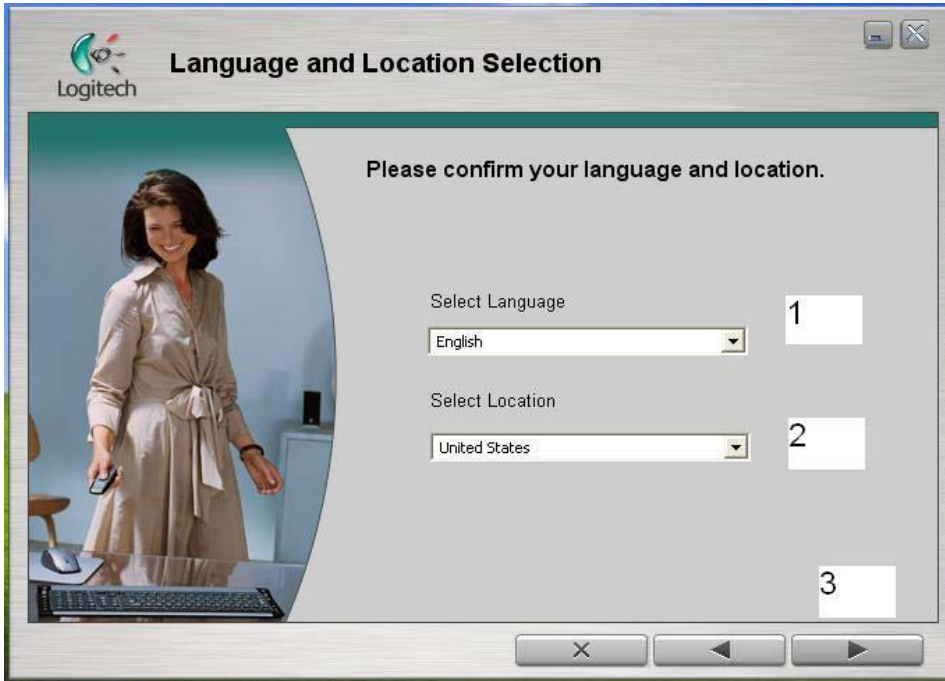 Logitech
Language and Location Selection
Please confirm your language and location.
Select Language
1
English
Select Location
2
United States
3